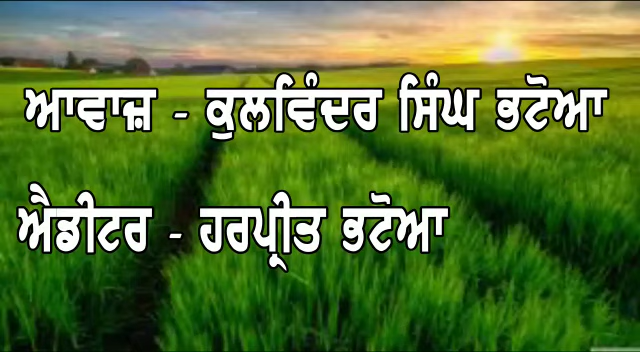 ਆਵਾਜ਼ - ਕੁਲਵਿੰਦਰ ਸਿੰਘ ਭਟੋਆ
ਐਡੀਟਰ - ਹਰਪ੍ਰੀਤ ਭਟੋਆ